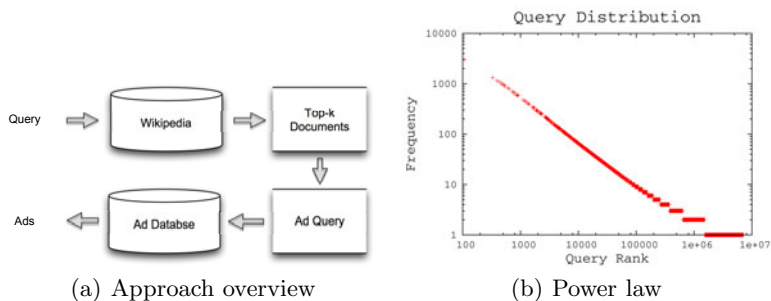 Query
Wikipedia
Top-k
Documents
Ads
Ad Databse
Ad Query
(a) Approach overview
Query Distribution
Frequency
10000
1000
100
10
1
100
1000
10000
100000
1e+06
1e+07
Query Rank
(b) Power law